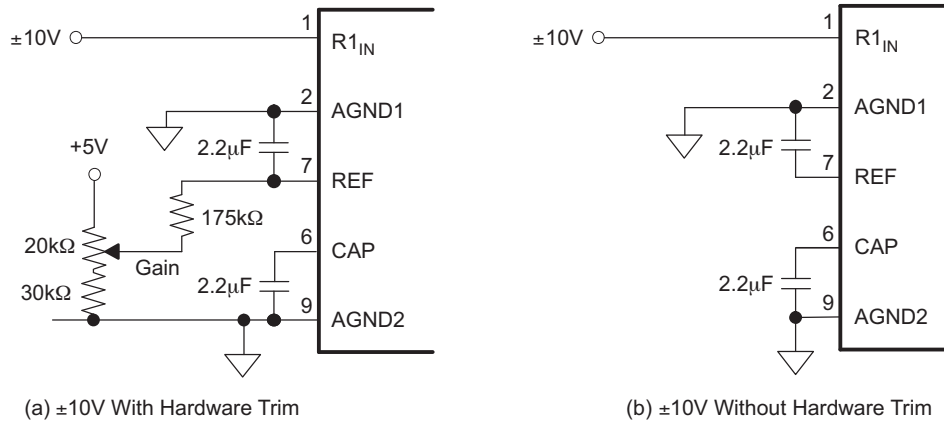 1
±10V
R1IN
2
AGND1
2.2μF
+5V
7
REF
175kΩ
20kΩ
Gain
6
CAP
30kΩ
2.2μF
9
AGND2
(a) ±10V With Hardware Trim
1
±10V
R1IN
2
AGND1
2.2μF
7
REF
6
CAP
2.2μF
9
AGND2
(b) ±10V Without Hardware Trim